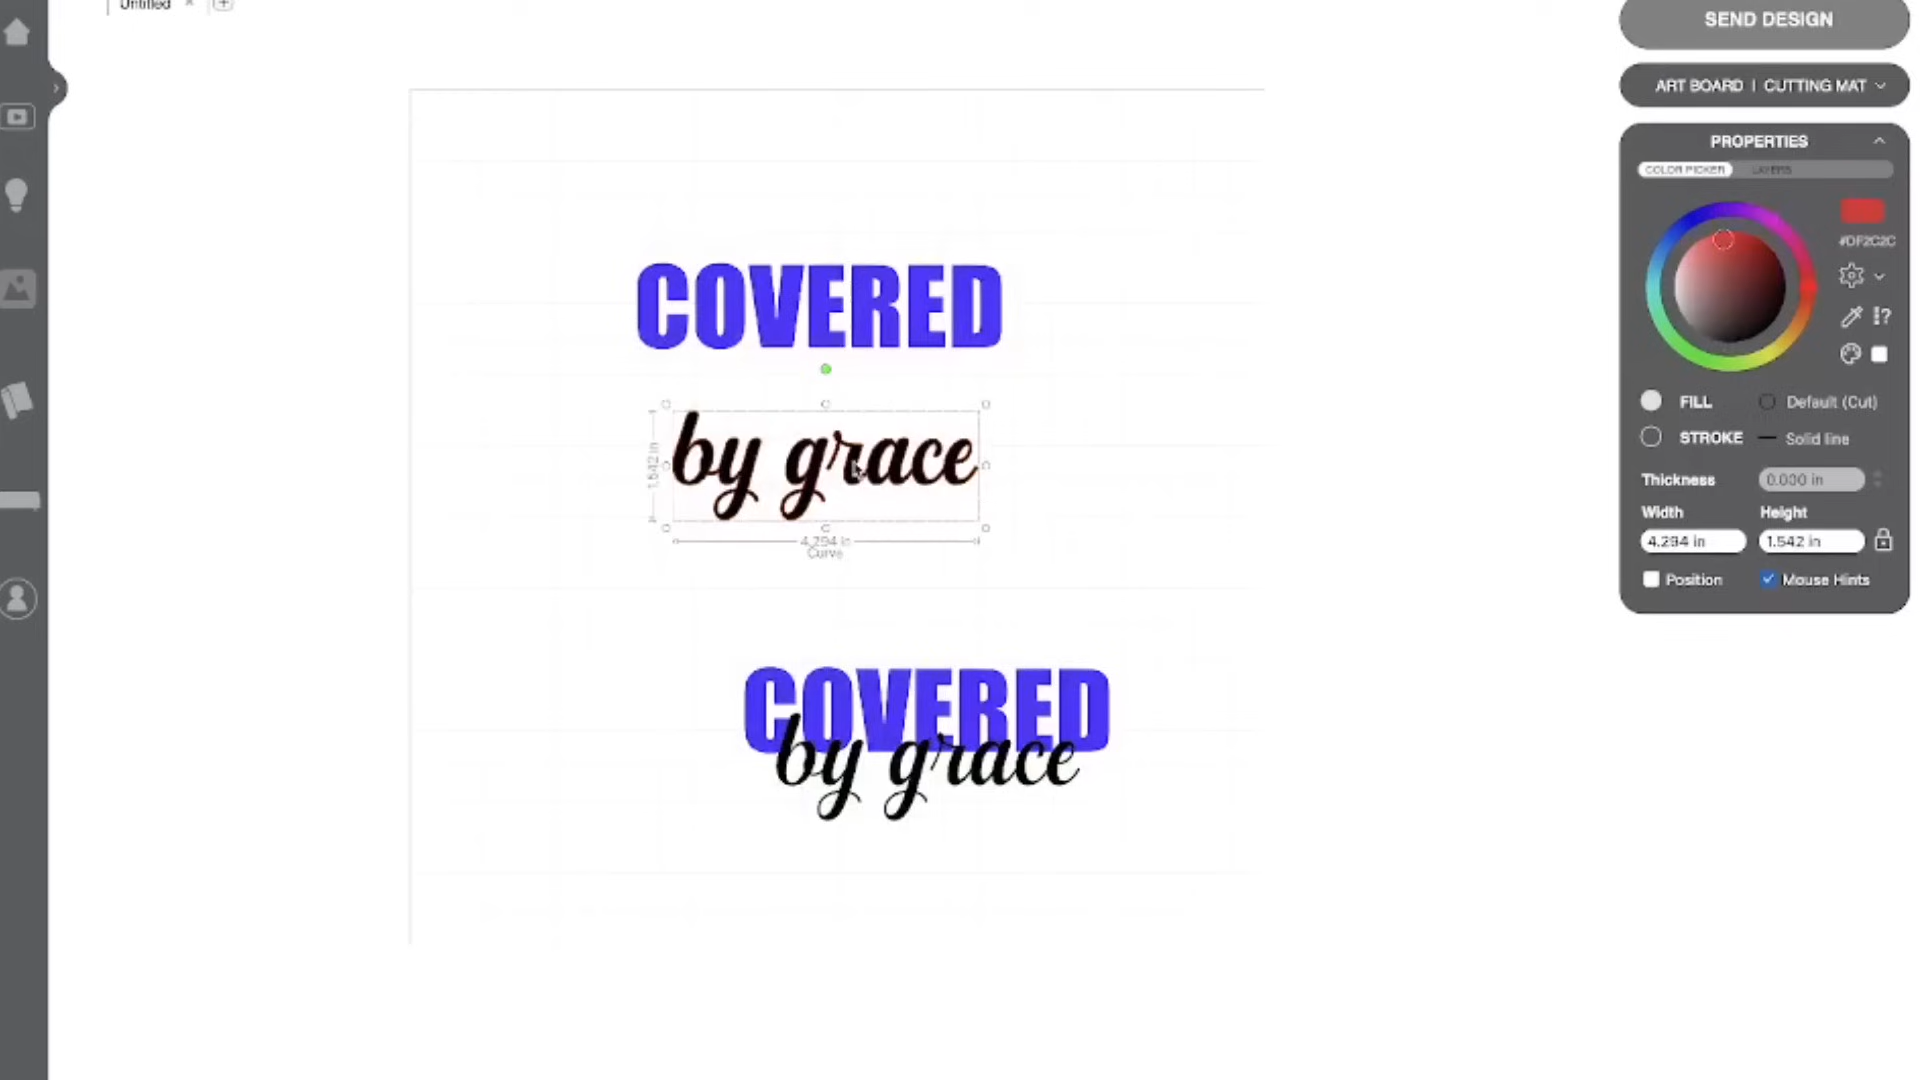 Untitled × +
SEND DESIGN
ART BOARD | CUTTING MAT
PROPERTIES
COLOR PICKER LAYERS
#DF2C2C
FILL Default (Cut)
STROKE Solid line
Thickness 0.000 in
Width Height
4.294 in 1.542 in
Position Mouse Hints
COVERED
by grace
1.542 in
4.294 in
Curve
COVERED
by grace